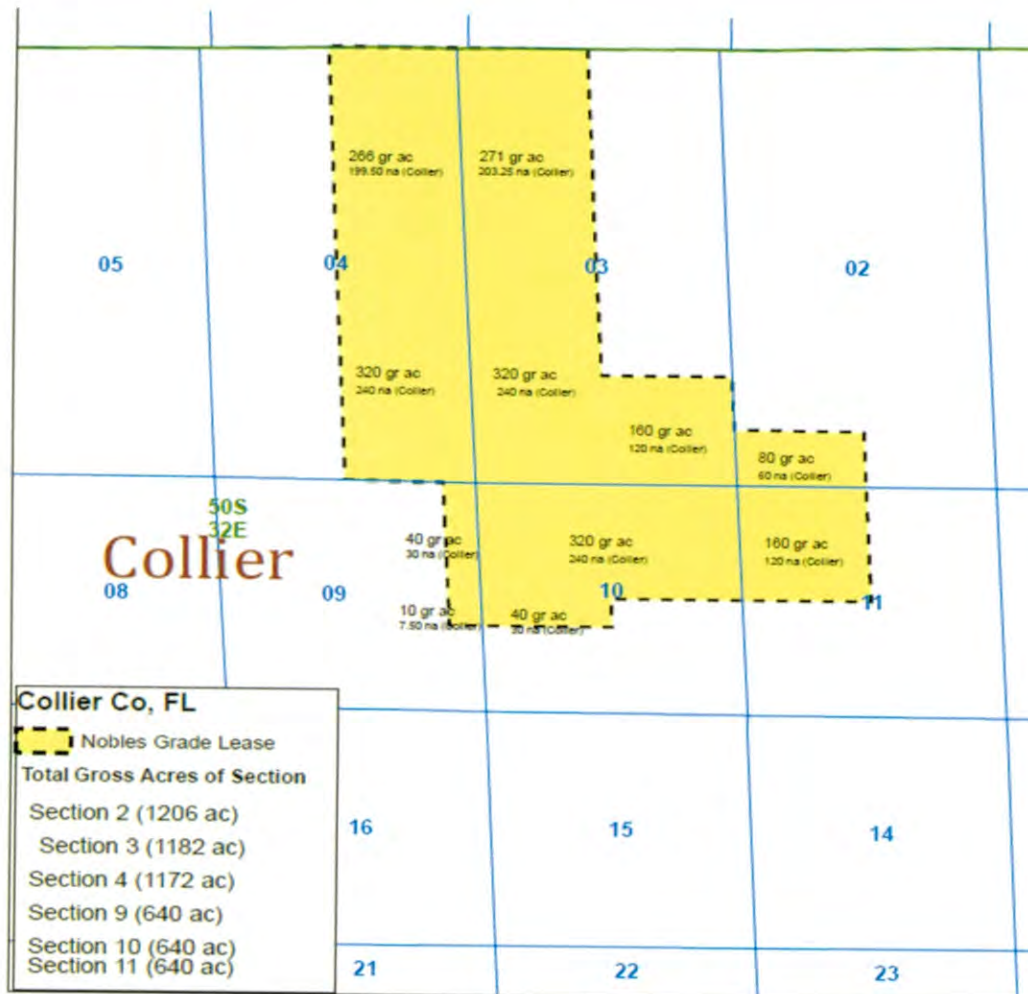 266 gr ac
199.50 na (Collier)
271 gr ac
203.25 na (Collier)
05
04
03
02
320 gr ac
240 na (Collier)
320 gr ac
240 na (Collier)
160 gr ac
120 na (Collier)
80 gr ac
60 na (Collier)
50S
32E
Collier
40 gr ac
30 na (Collier)
320 gr ac
240 na (Collier)
160 gr ac
120 na (Collier)
08
09
10
11
10 gr ac
7.50 na (Collier)
40 gr ac
30 na (Collier)
Collier Co, FL
Nobles Grade Lease
Total Gross Acres of Section
Section 2 (1206 ac)
Section 3 (1182 ac)
Section 4 (1172 ac)
Section 9 (640 ac)
Section 10 (640 ac)
Section 11 (640 ac)
16
15
14
21
22
23